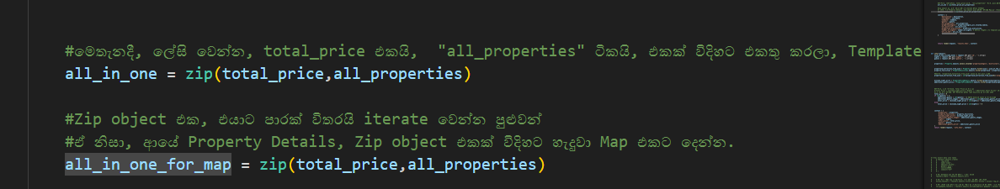 #මෙතැනදී, ලේසි වෙන්න, total_price එකයි,  "all_properties" ටිකයි, එකක් විදිහට එකතු කරලා, Template
all_in_one = zip(total_price,all_properties)
#Zip object එක, එයාට පාරක් විතරයි iterate වෙන්න පුළුවන්
#ඒ නිසා, ආයේ Property Details, Zip object එකක් විදිහට හැදුවා Map එකට දෙන්න.
all_in_one_for_map = zip(total_price,all_properties)